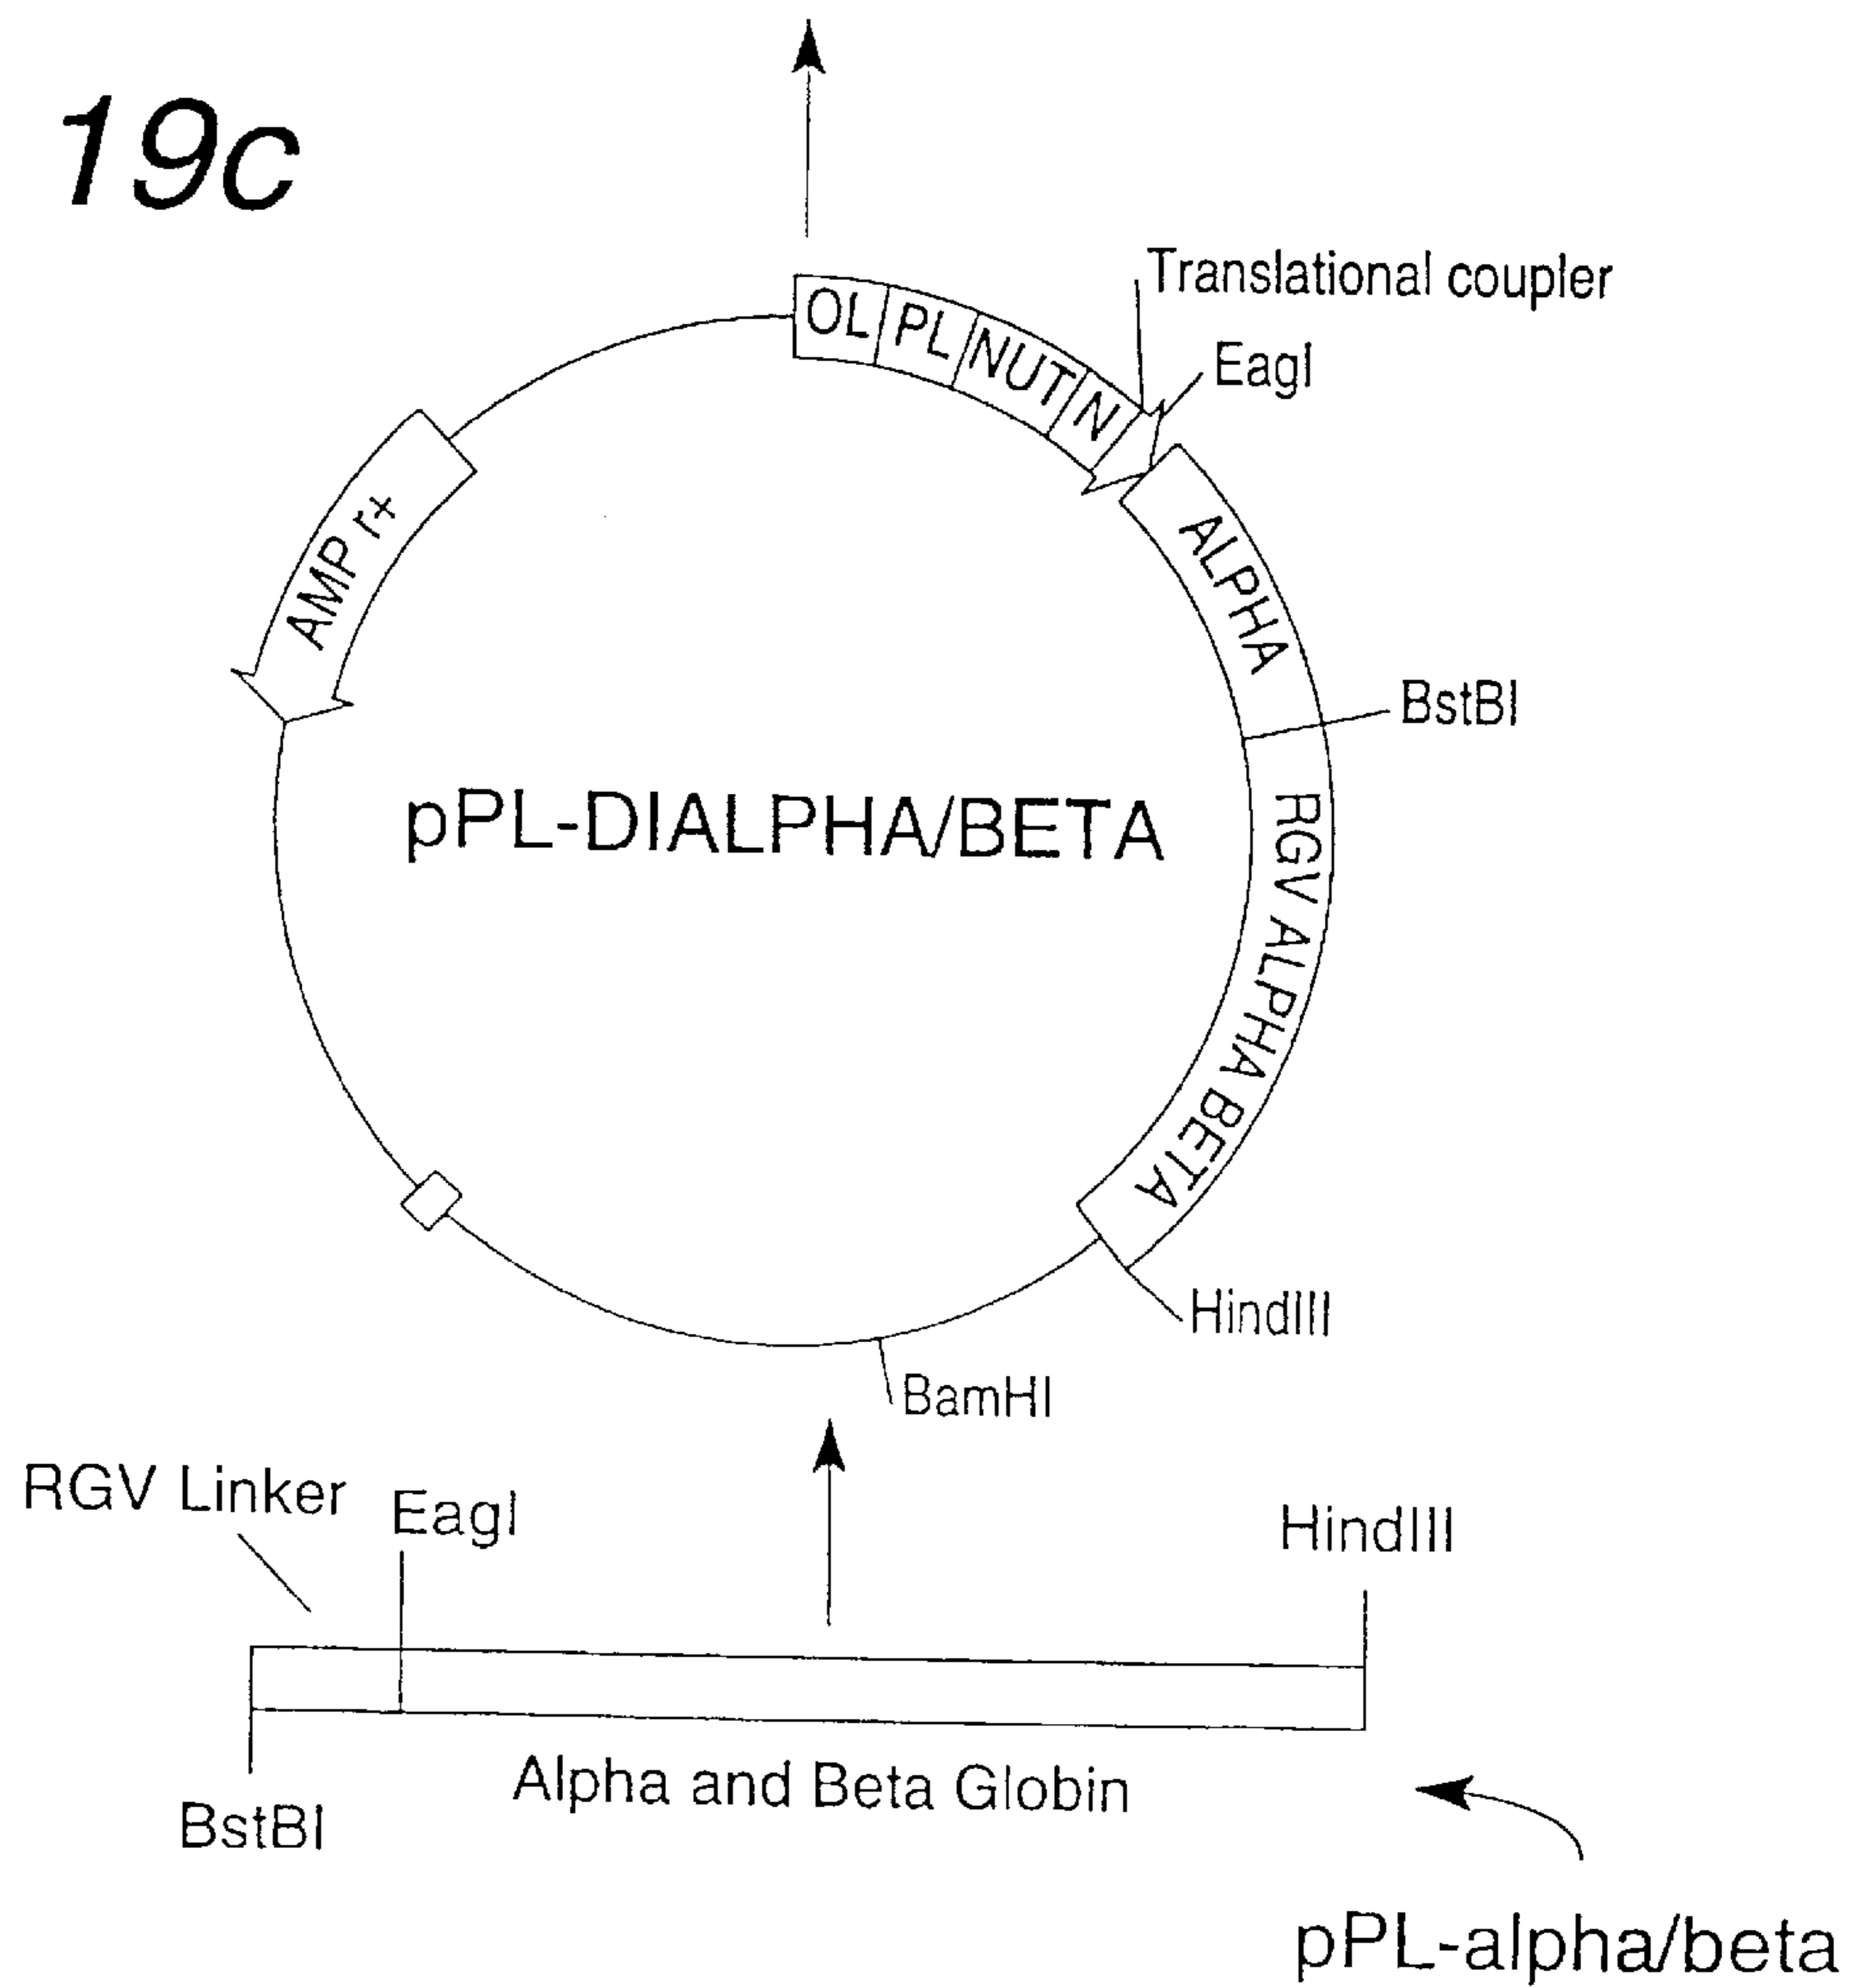 19c
Translational coupler
EagI
OL PL NUT N
ALPHA
AMP r+
BstBI
pPL-DIALPHA/BETA
RGV ALPHA BETA
HindIII
BamHI
RGV Linker
EagI
HindIII
Alpha and Beta Globin
BstBI
pPL-alpha/beta